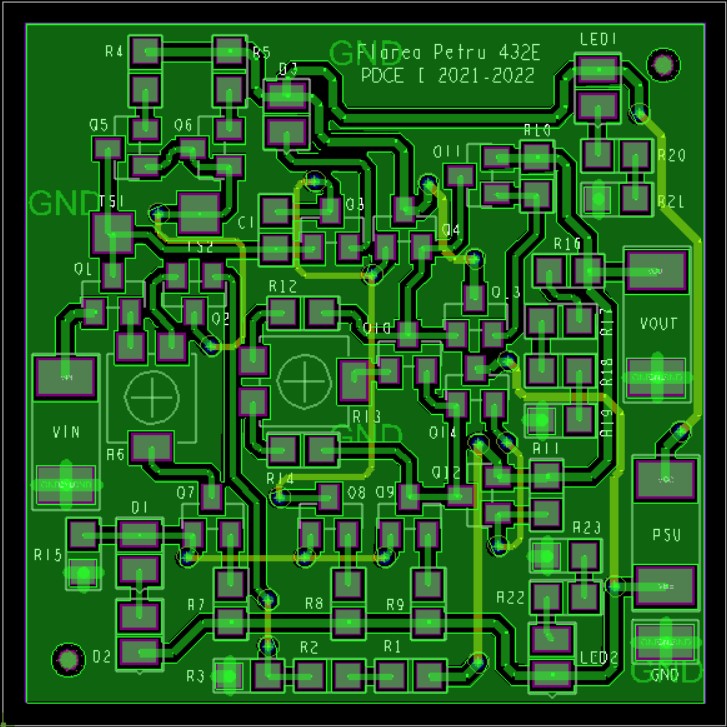 LED1
GND
Florea Petru 432E
R4
R5
D3
PDCE I 2021-2022
Q5
Q6
Q11
R10
R20
GND
TS1
C1
Q3
R21
Q4
TS2
R16
Q1
R12
Q13
Q2
Q10
R17
VOUT
R18
R13
R19
VIN
GND
Q14
R6
R11
R14
Q12
Q7
Q8
Q9
D1
R23
PSU
R15
R7
R8
R9
R22
D2
R3
R2
R1
LED2
GND
GND